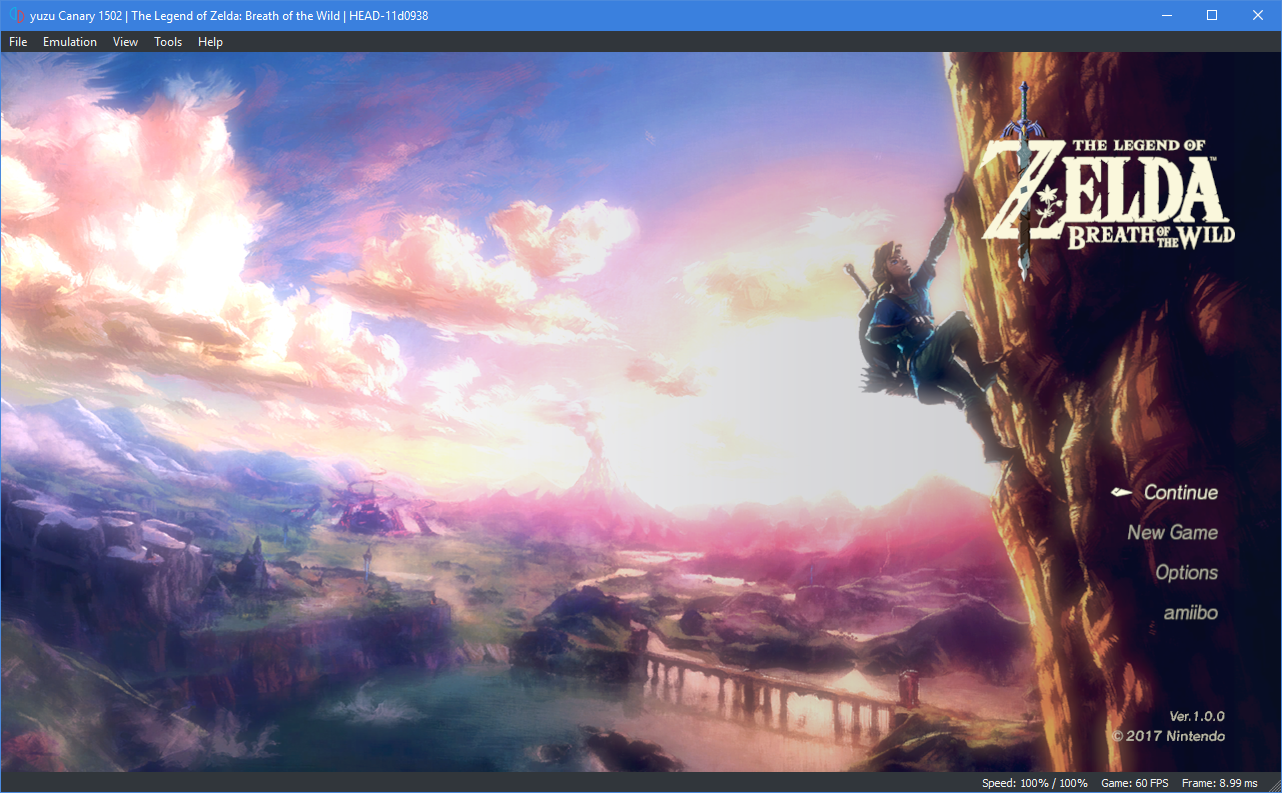 yuzu Canary 1502 | The Legend of Zelda: Breath of the Wild | HEAD-11d0938
File Emulation View Tools Help
THE LEGEND OF
ZELDA™
BREATH OF THE WILD
Continue
New Game
Options
amiibo
Ver.1.0.0
© 2017 Nintendo
Speed: 100% / 100% Game: 60 FPS Frame: 8.99 ms